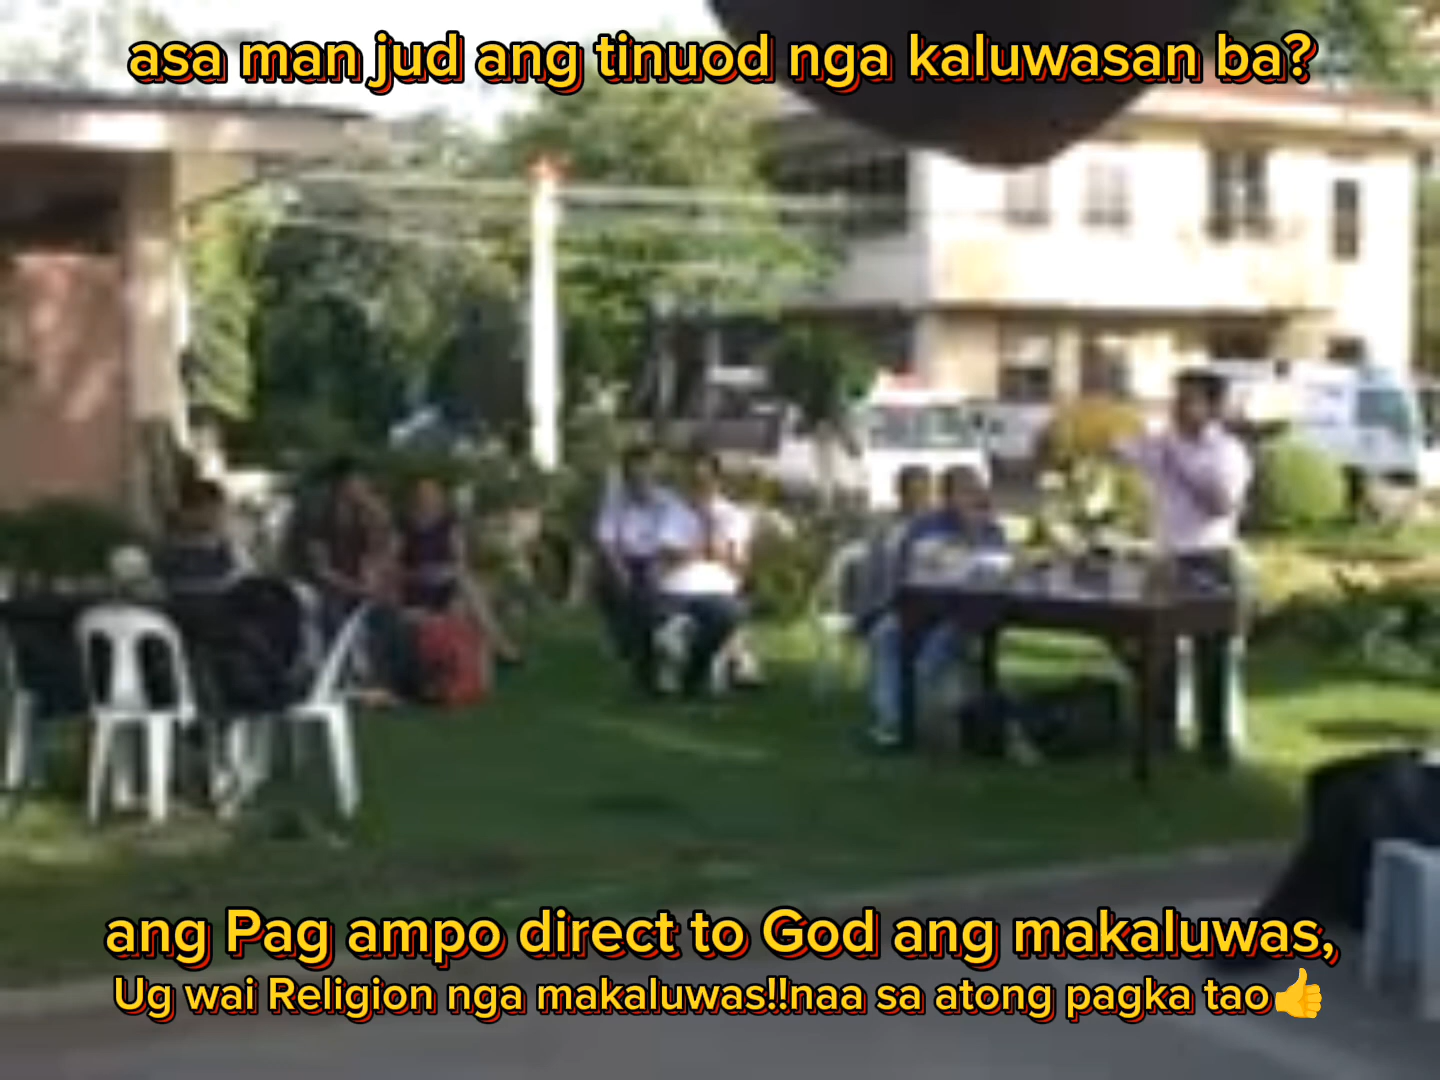 asa man jud ang tinuod nga kaluwasan ba?
ang Pag ampo direct to God ang makaluwas,
Ug wai Religion nga makaluwas!!naa sa atong pagka tao👍